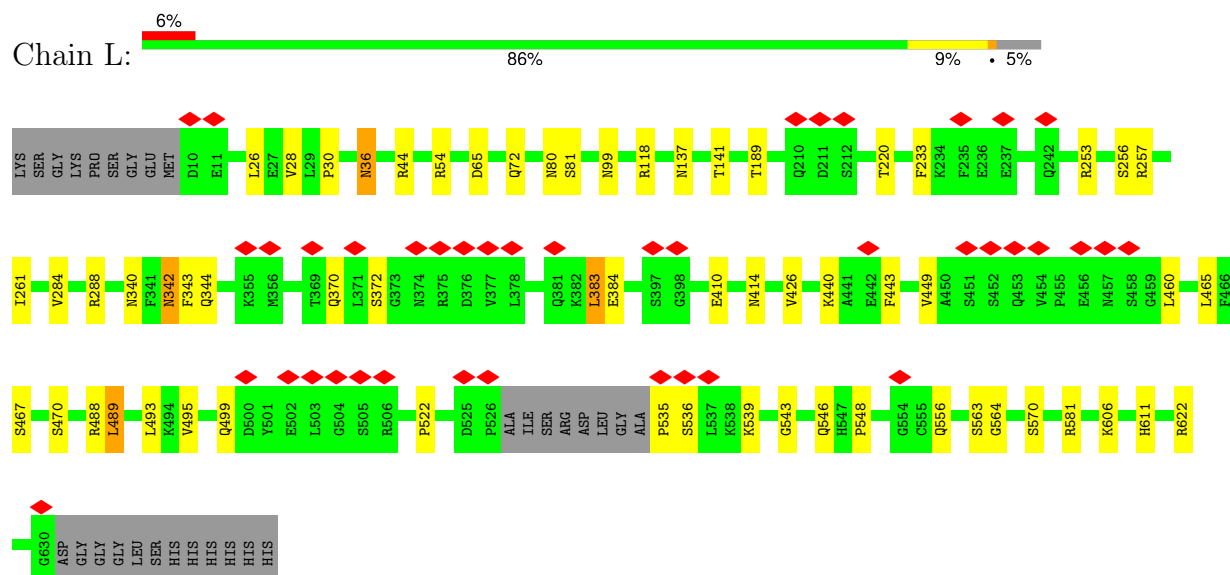 6%
Chain L:
86% 9% • 5%
LYS SER GLY LYS PRO SER GLY GLU MET D10 E11 L26 E27 V28 L29 P30 N36 R44 R54 D65 Q72 N80 S81 N99 R118 N137 T141 T189 Q210 D211 S212 T220 F233 K234 F235 E236 E237 Q242 R253 S256 R257
I261 V284 R288 N340 F341 N342 F343 Q344 K355 M356 T369 Q370 L371 S372 G373 N374 R375 D376 V377 L378 Q381 K382 L383 E384 S397 G398 E410 N414 V426 K440 A441 E442 F443 V449 A450 S451 S452 Q453 V454 P455 E456 N457 S458 G459 L460 L465 F466
S467 S470 R488 L489 L493 K494 V495 Q499 D500 Y501 E502 L503 G504 S505 R506 P522 D525 P526 ALA ILE SER ARG ASP LEU GLY ALA P535 S536 L537 K538 K539 G543 Q546 H547 P548 G554 C555 Q556 S563 G564 S570 R581 K606 H611 R622
G630 ASP GLY GLY GLY LEU SER HIS HIS HIS HIS HIS HIS